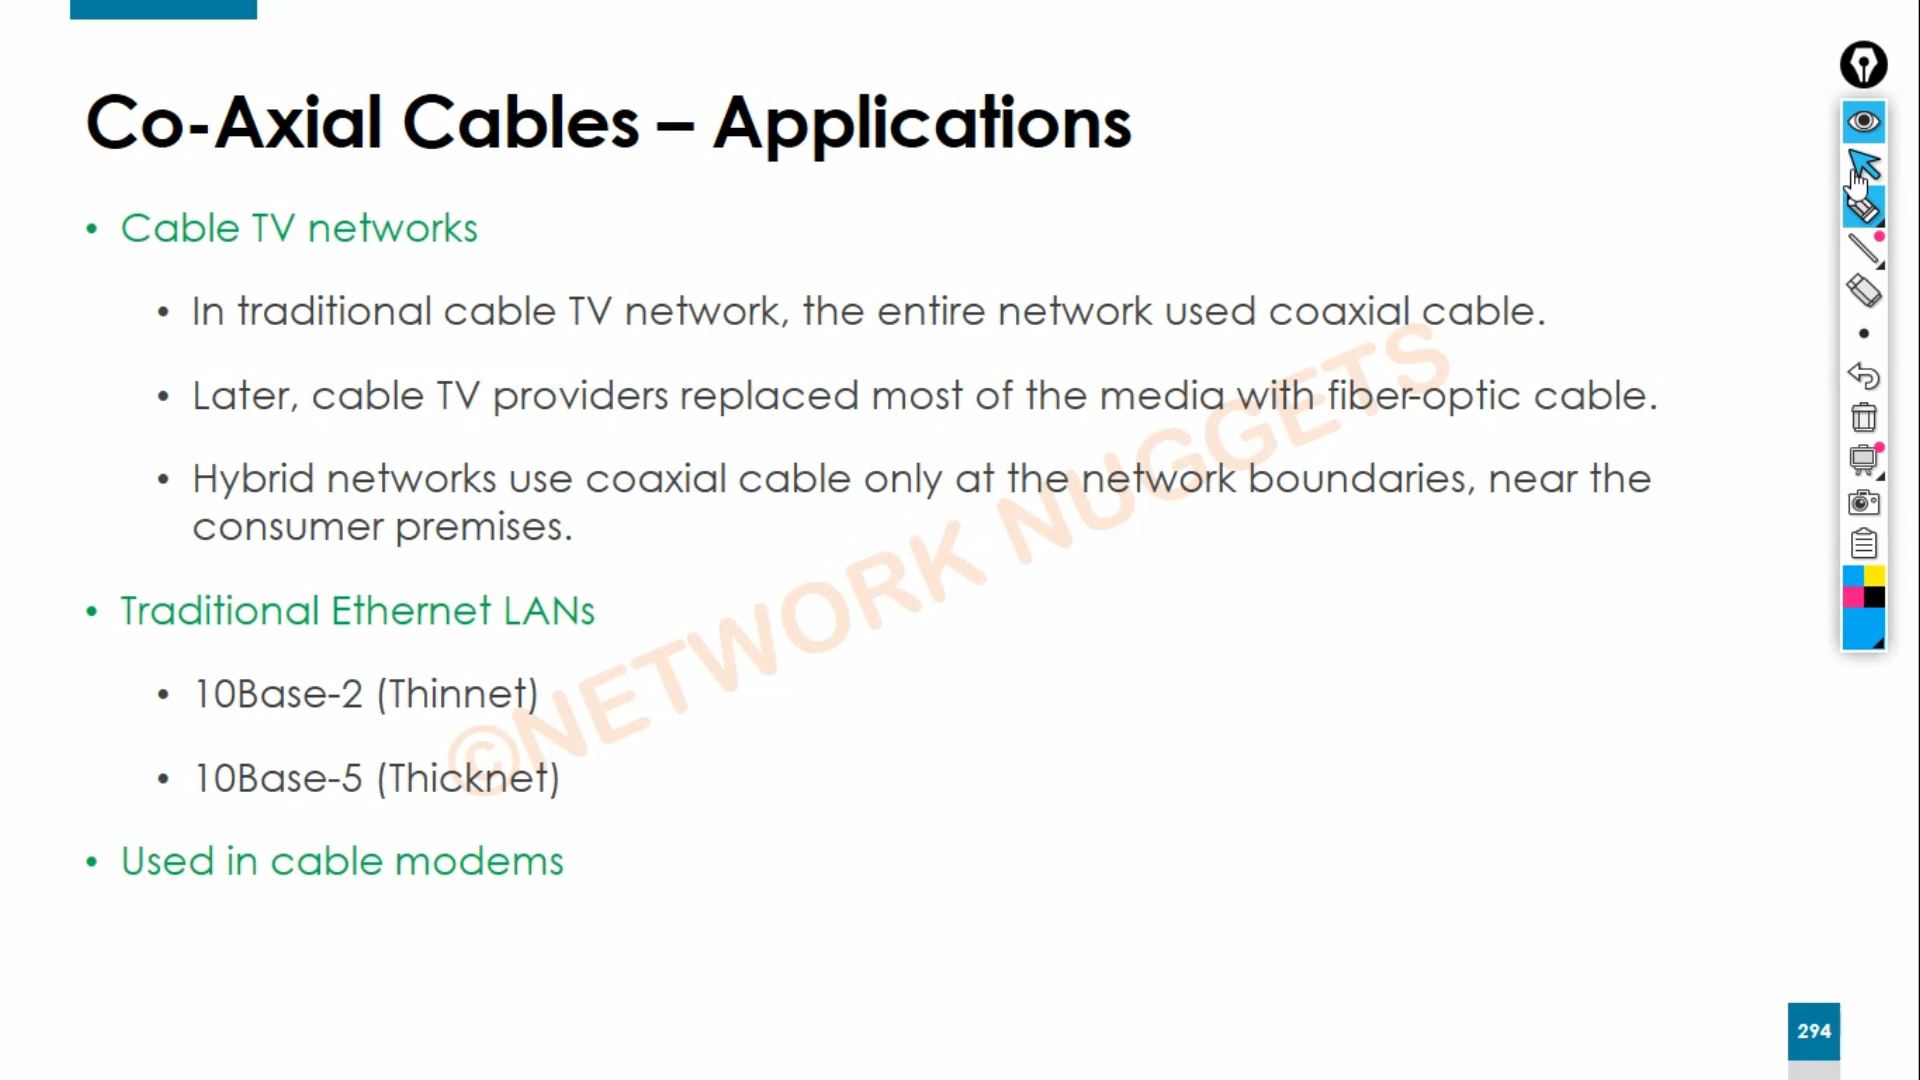 Co-Axial Cables – Applications
• Cable TV networks
• In traditional cable TV network, the entire network used coaxial cable.
• Later, cable TV providers replaced most of the media with fiber-optic cable.
• Hybrid networks use coaxial cable only at the network boundaries, near the
consumer premises.
• Traditional Ethernet LANs
• 10Base-2 (Thinnet)
• 10Base-5 (Thicknet)
• Used in cable modems
©NETWORK NUGGETS
294